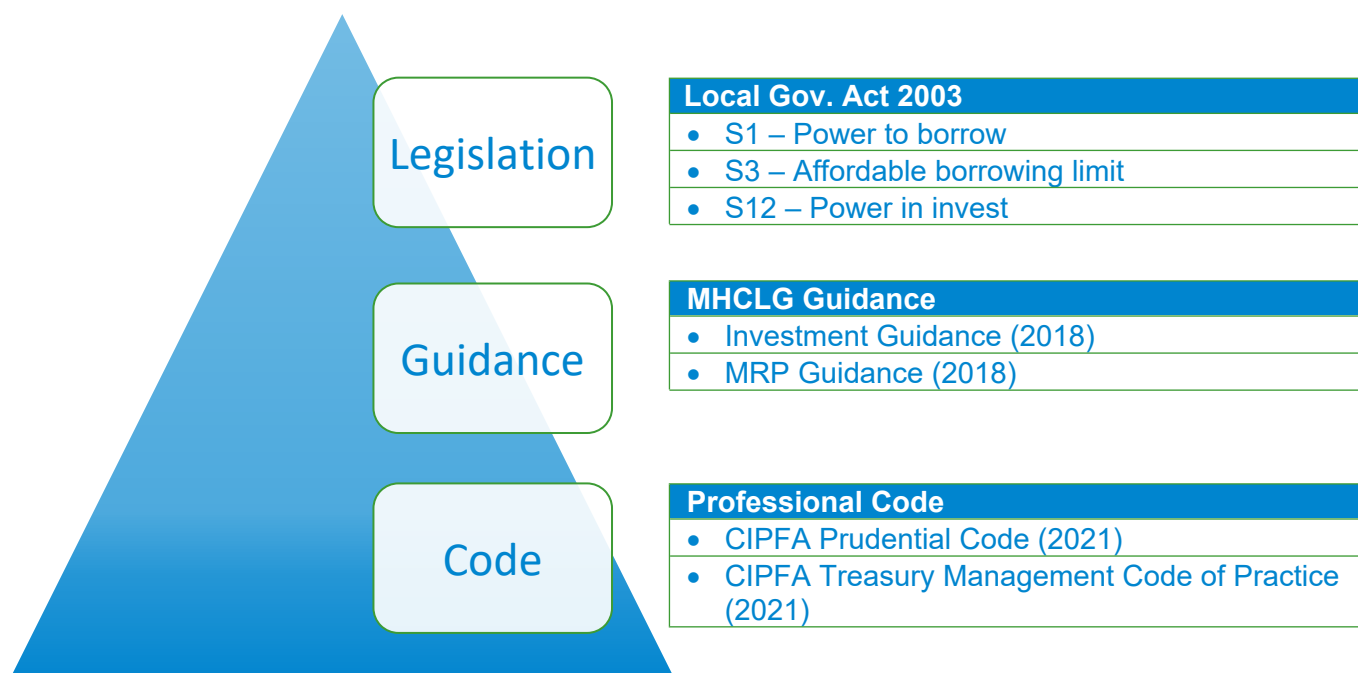 Legislation
Local Gov. Act 2003
• S1 – Power to borrow
• S3 – Affordable borrowing limit
• S12 – Power in invest
Guidance
MHCLG Guidance
• Investment Guidance (2018)
• MRP Guidance (2018)
Code
Professional Code
• CIPFA Prudential Code (2021)
• CIPFA Treasury Management Code of Practice
(2021)